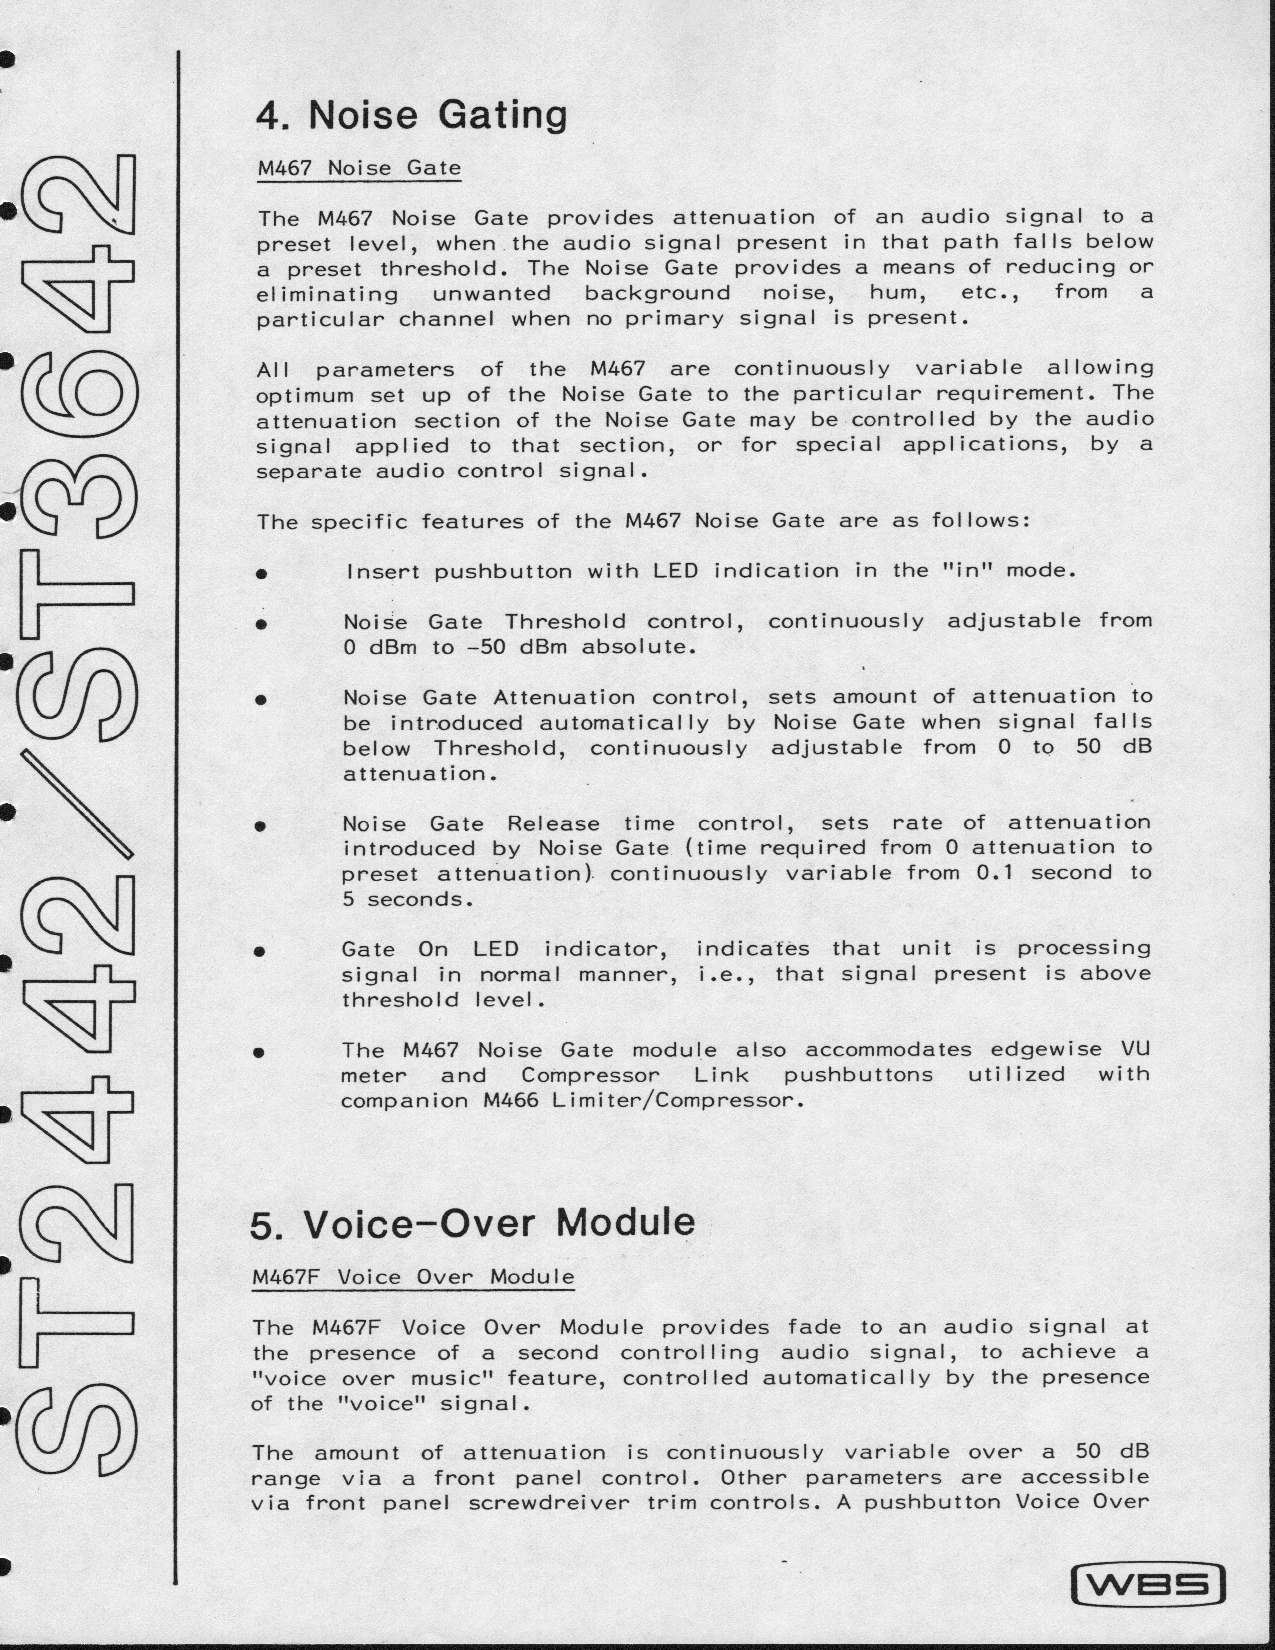 ST2442/ST3642
4. Noise Gating
M467 Noise Gate
The M467 Noise Gate provides attenuation of an audio signal to a
preset level, when the audio signal present in that path falls below
a preset threshold. The Noise Gate provides a means of reducing or
eliminating unwanted background noise, hum, etc., from a
particular channel when no primary signal is present.
All parameters of the M467 are continuously variable allowing
optimum set up of the Noise Gate to the particular requirement. The
attenuation section of the Noise Gate may be controlled by the audio
signal applied to that section, or for special applications, by a
separate audio control signal.
The specific features of the M467 Noise Gate are as follows:
● Insert pushbutton with LED indication in the "in" mode.
● Noise Gate Threshold control, continuously adjustable from
0 dBm to -50 dBm absolute.
● Noise Gate Attenuation control, sets amount of attenuation to
be introduced automatically by Noise Gate when signal falls
below Threshold, continuously adjustable from 0 to 50 dB
attenuation.
● Noise Gate Release time control, sets rate of attenuation
introduced by Noise Gate (time required from 0 attenuation to
preset attenuation) continuously variable from 0.1 second to
5 seconds.
● Gate On LED indicator, indicates that unit is processing
signal in normal manner, i.e., that signal present is above
threshold level.
● The M467 Noise Gate module also accommodates edgewise VU
meter and Compressor Link pushbuttons utilized with
companion M466 Limiter/Compressor.
5. Voice-Over Module
M467F Voice Over Module
The M467F Voice Over Module provides fade to an audio signal at
the presence of a second controlling audio signal, to achieve a
"voice over music" feature, controlled automatically by the presence
of the "voice" signal.
The amount of attenuation is continuously variable over a 50 dB
range via a front panel control. Other parameters are accessible
via front panel screwdreiver trim controls. A pushbutton Voice Over
WBS